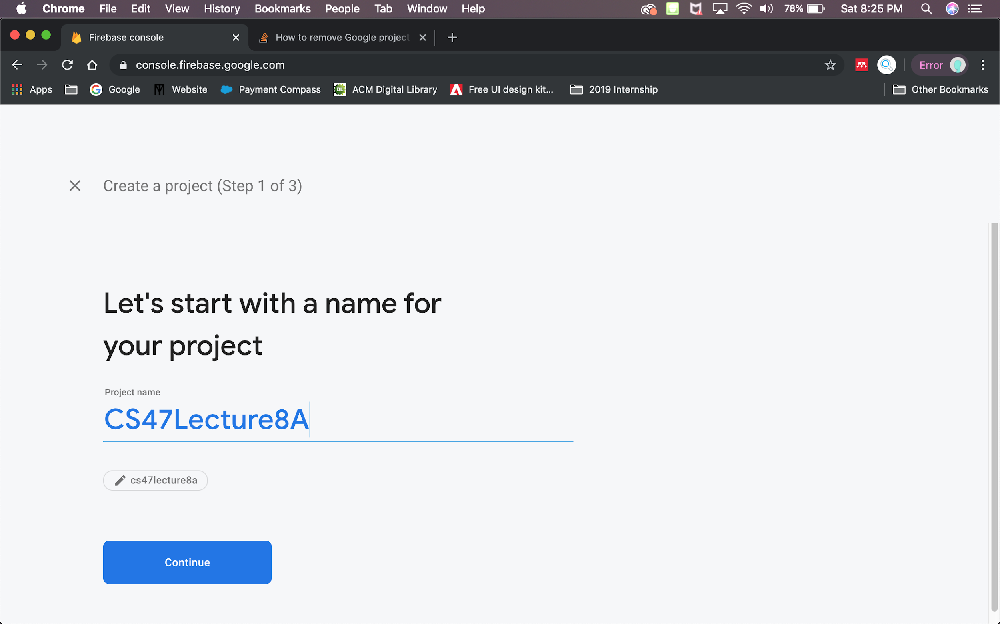 Chrome File Edit View History Bookmarks People Tab Window Help 78% Sat 8:25 PM
Firebase console How to remove Google project
console.firebase.google.com Error
Apps Google Website Payment Compass DL ACM Digital Library Free UI design kit... 2019 Internship Other Bookmarks
Create a project (Step 1 of 3)
Let's start with a name for
your project
Project name
CS47Lecture8A
cs47lecture8a
Continue